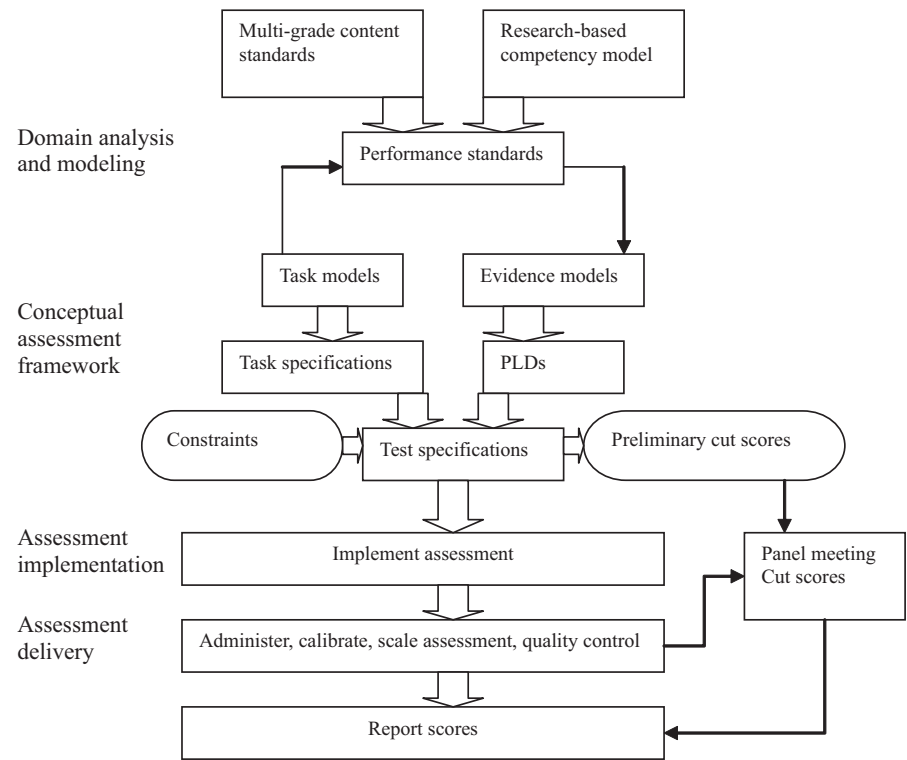 Multi-grade content
standards
Research-based
competency model
Domain analysis
and modeling
Performance standards
Task models
Evidence models
Conceptual
assessment
framework
Task specifications
PLDs
Constraints
Test specifications
Preliminary cut scores
Assessment
implementation
Implement assessment
Panel meeting
Cut scores
Assessment
delivery
Administer, calibrate, scale assessment, quality control
Report scores